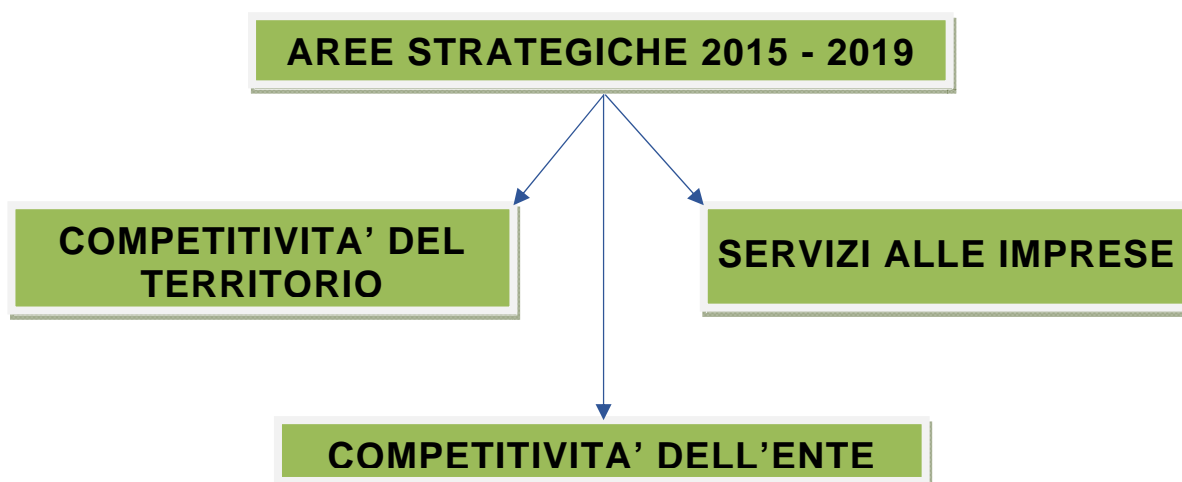 AREE STRATEGICHE 2015 - 2019
COMPETITIVITA’ DEL
TERRITORIO
SERVIZI ALLE IMPRESE
COMPETITIVITA’ DELL’ENTE